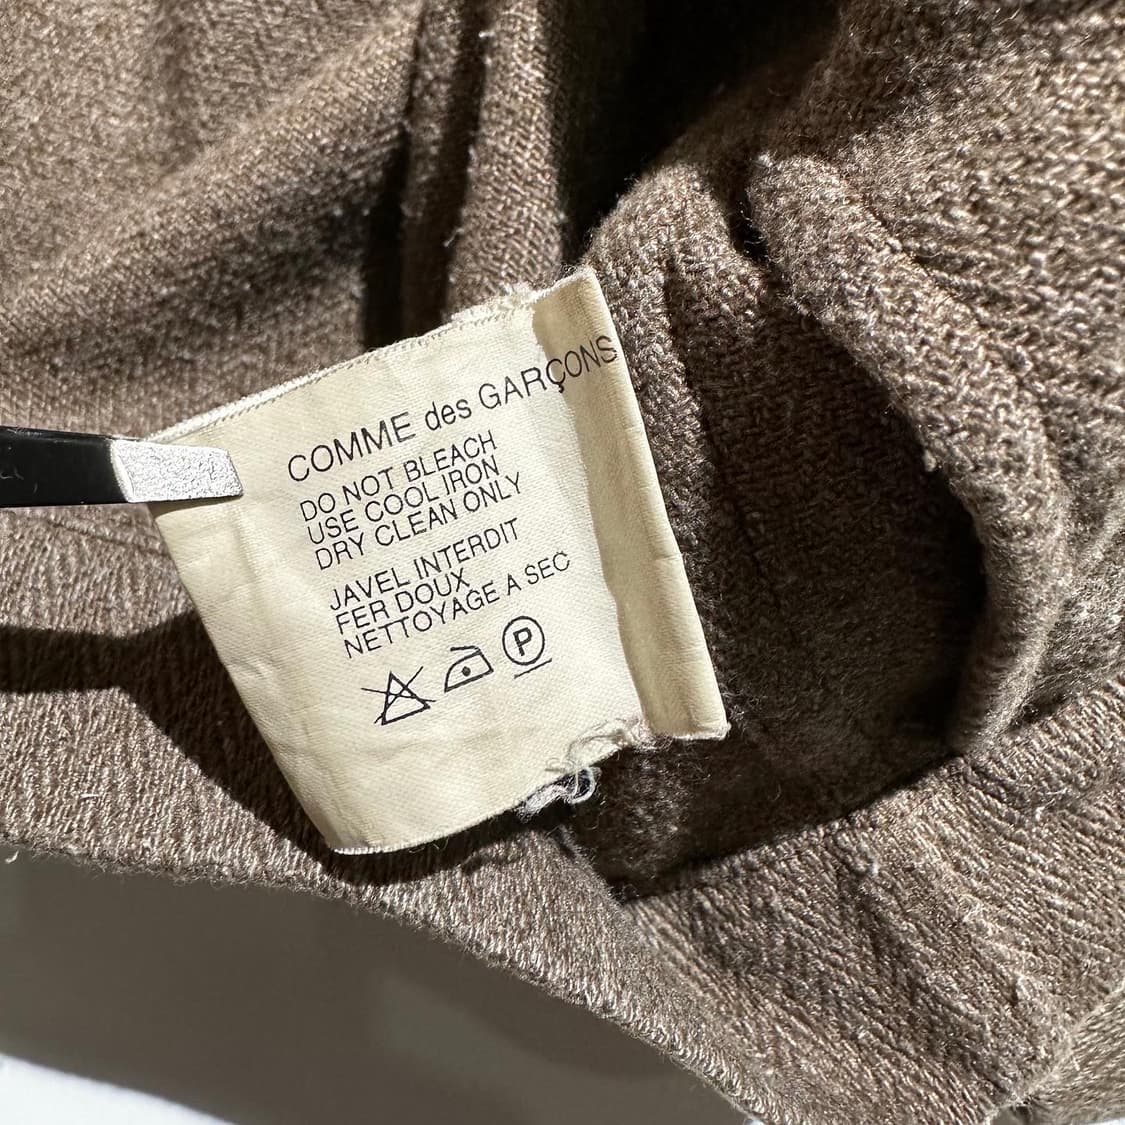 COMME des GARÇONS
DO NOT BLEACH
USE COOL IRON
DRY CLEAN ONLY
JAVEL INTERDIT
FER DOUX
NETTOYAGE A SEC
P